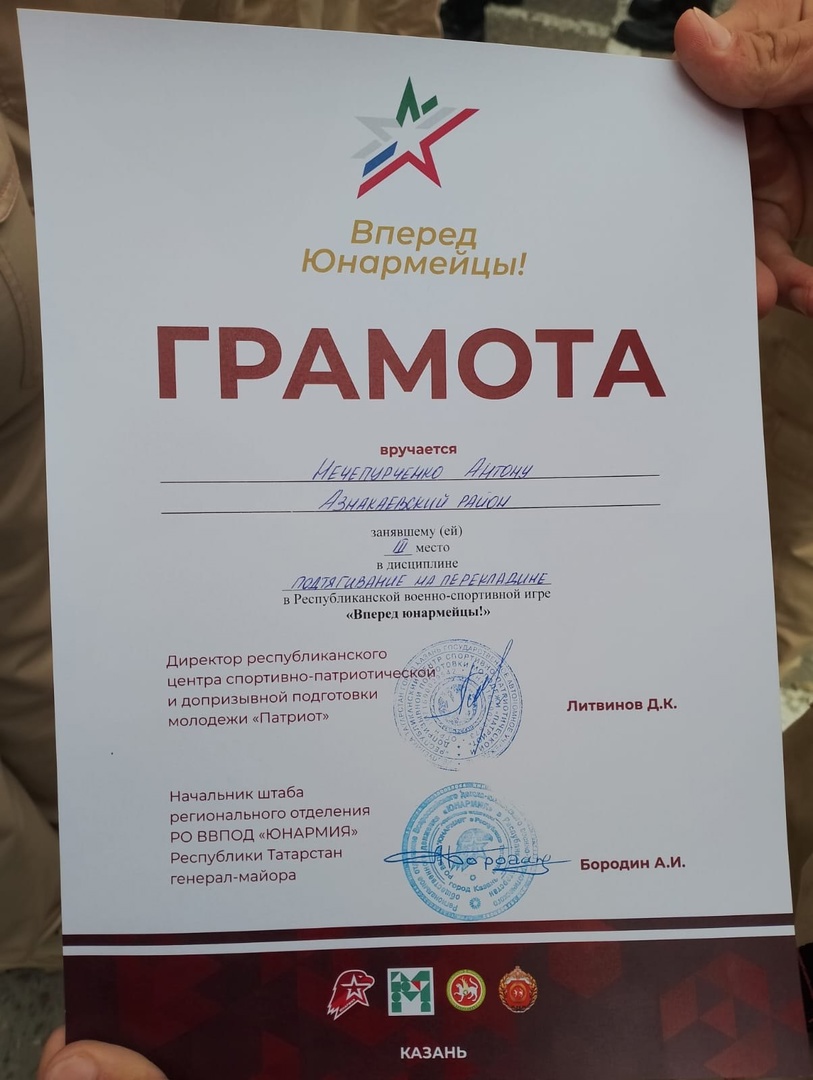 Вперед
Юнармейцы!
ГРАМОТА
вручается
Нечепурченко Антону
Азнакаевский район
занявшему (ей)
III место
в дисциплине
подтягивание на перекладине
в Республиканской военно-спортивной игре
«Вперед юнармейцы!»
Директор республиканского
центра спортивно-патриотической
и допризывной подготовки
молодежи «Патриот»
Литвинов Д.К.
Начальник штаба
регионального отделения
РО ВВПОД «ЮНАРМИЯ»
Республики Татарстан
генерал-майора
Бородин А.И.
город Казань
КАЗАНЬ